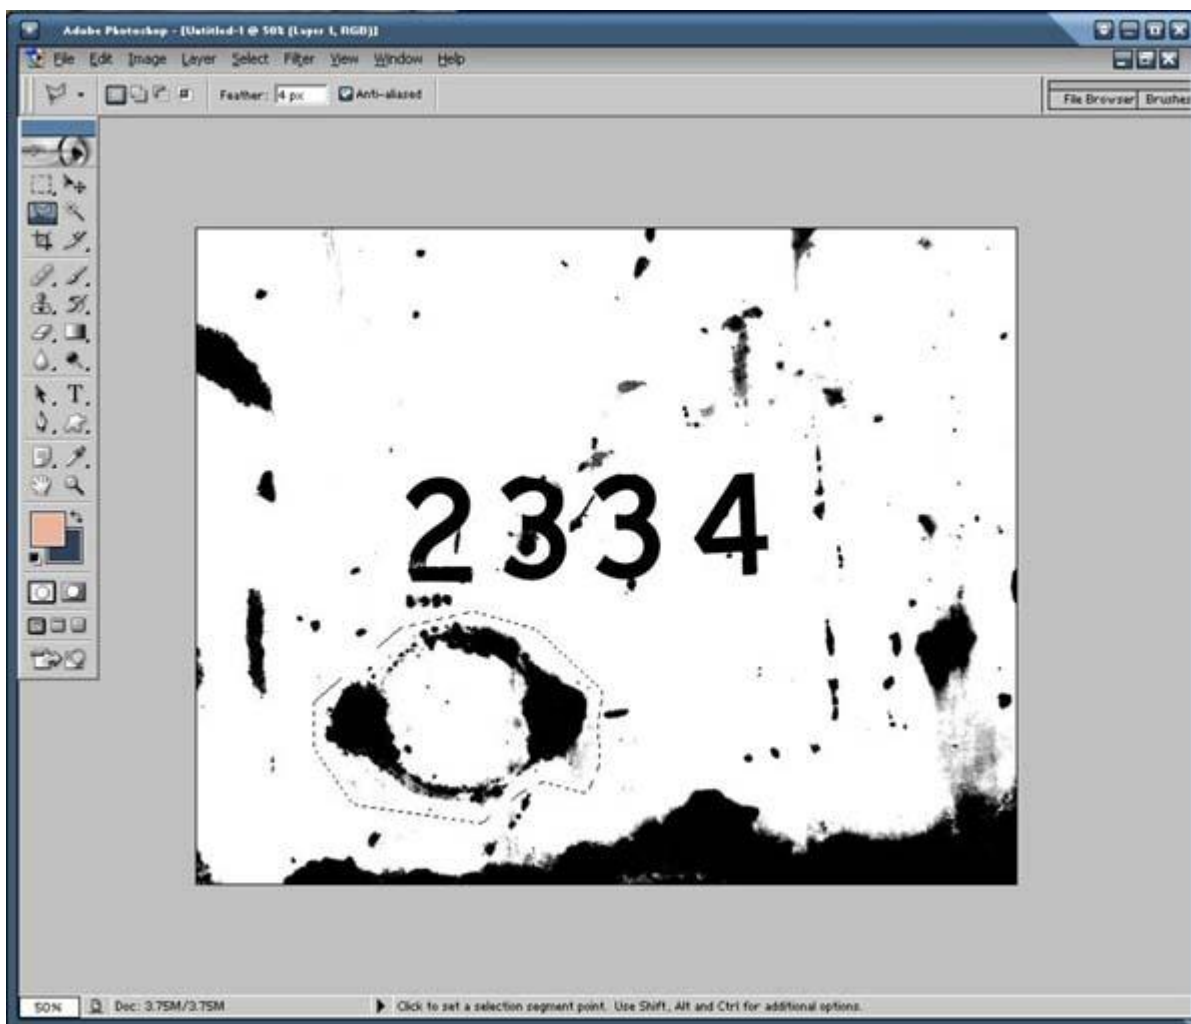 Adobe Photoshop - [Untitled-1 @ 50% (Layer 1, RGB)]
File Edit Image Layer Select Filter View Window Help
Feather: 4 px Anti-aliased File Browser Brushes
2334
50% Doc: 3.75M/3.75M Click to set a selection segment point. Use Shift, Alt and Ctrl for additional options.